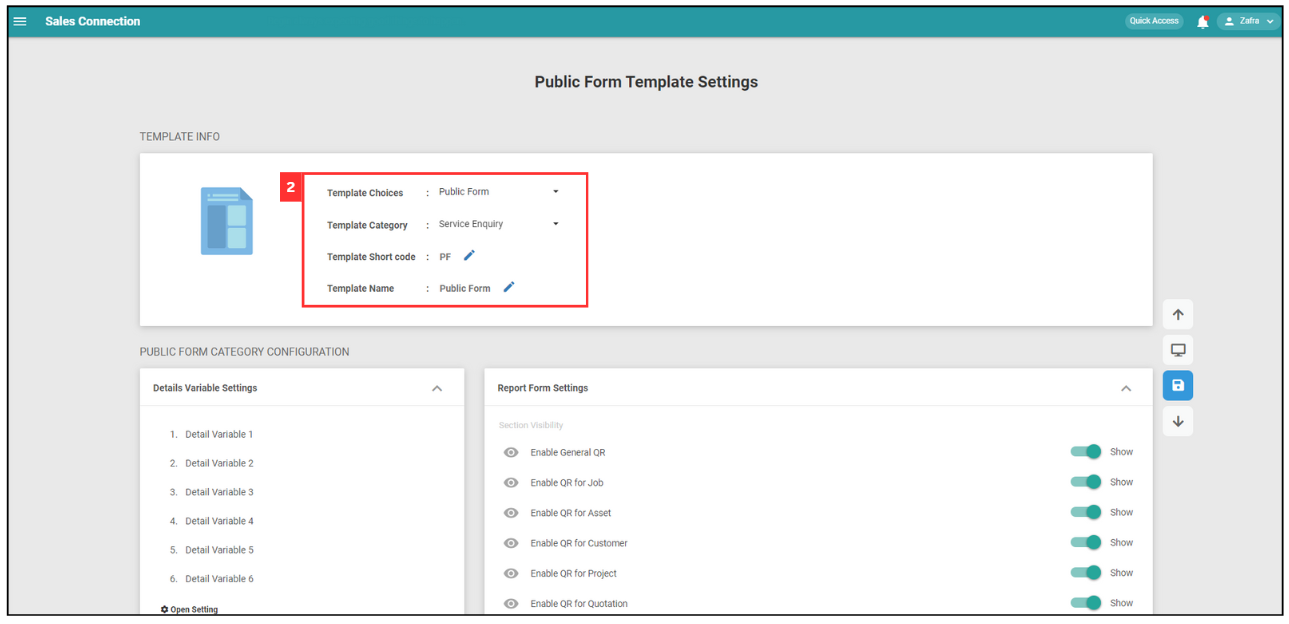 Sales Connection
Quick Access
Zafra
Public Form Template Settings
TEMPLATE INFO
2
Template Choices : Public Form
Template Category : Service Enquiry
Template Short code : PF
Template Name : Public Form
PUBLIC FORM CATEGORY CONFIGURATION
Details Variable Settings
1. Detail Variable 1
2. Detail Variable 2
3. Detail Variable 3
4. Detail Variable 4
5. Detail Variable 5
6. Detail Variable 6
Open Setting
Report Form Settings
Section Visibility
Enable General QR Show
Enable QR for Job Show
Enable QR for Asset Show
Enable QR for Customer Show
Enable QR for Project Show
Enable QR for Quotation Show